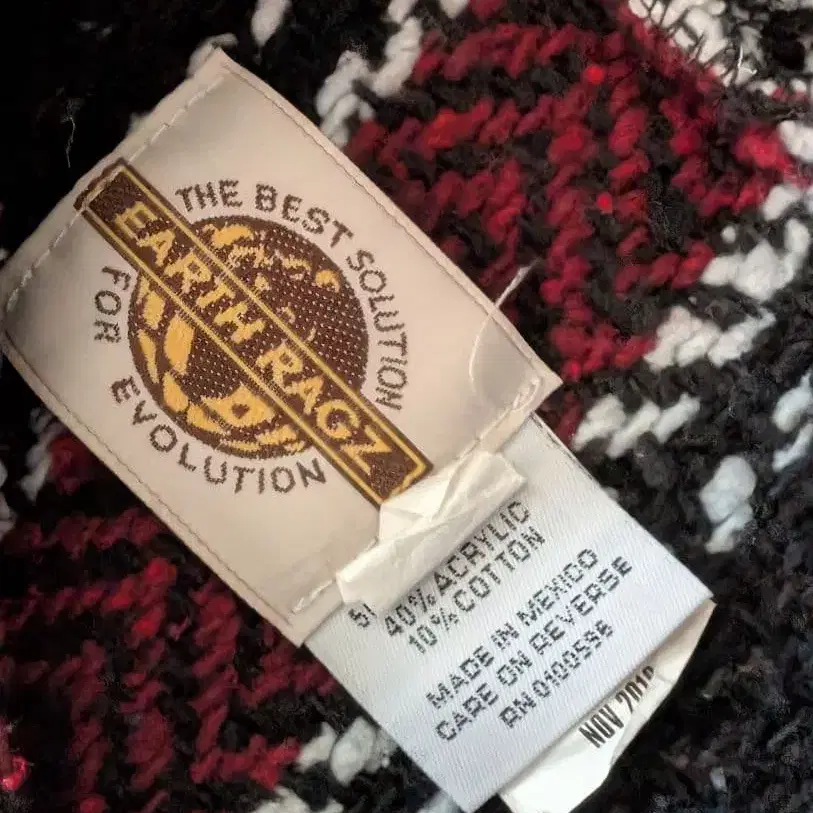 THE BEST SOLUTION
EARTH RAGZ
FOR EVOLUTION
40% ACRYLIC
10% COTTON
MADE IN MEXICO
CARE ON REVERSE
RN 0100596
NOV